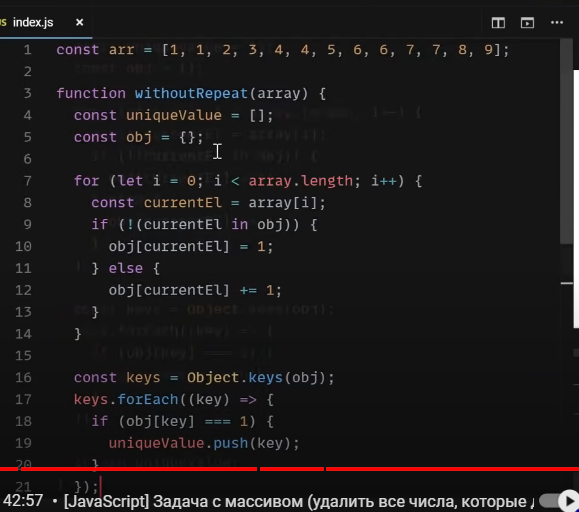 JS index.js ×
1 const arr = [1, 1, 2, 3, 4, 4, 5, 6, 6, 7, 7, 8, 9];
2
3 function withoutRepeat(array) {
4 const uniqueValue = [];
5 const obj = {};
6
7 for (let i = 0; i < array.length; i++) {
8 const currentEl = array[i];
9 if (!(currentEl in obj)) {
10 obj[currentEl] = 1;
11 } else {
12 obj[currentEl] += 1;
13 }
14 }
15
16 const keys = Object.keys(obj);
17 keys.forEach((key) => {
18 if (obj[key] === 1) {
19 uniqueValue.push(key);
20 }
21 });
42:57 • [JavaScript] Задача с массивом (удалить все числа, которые